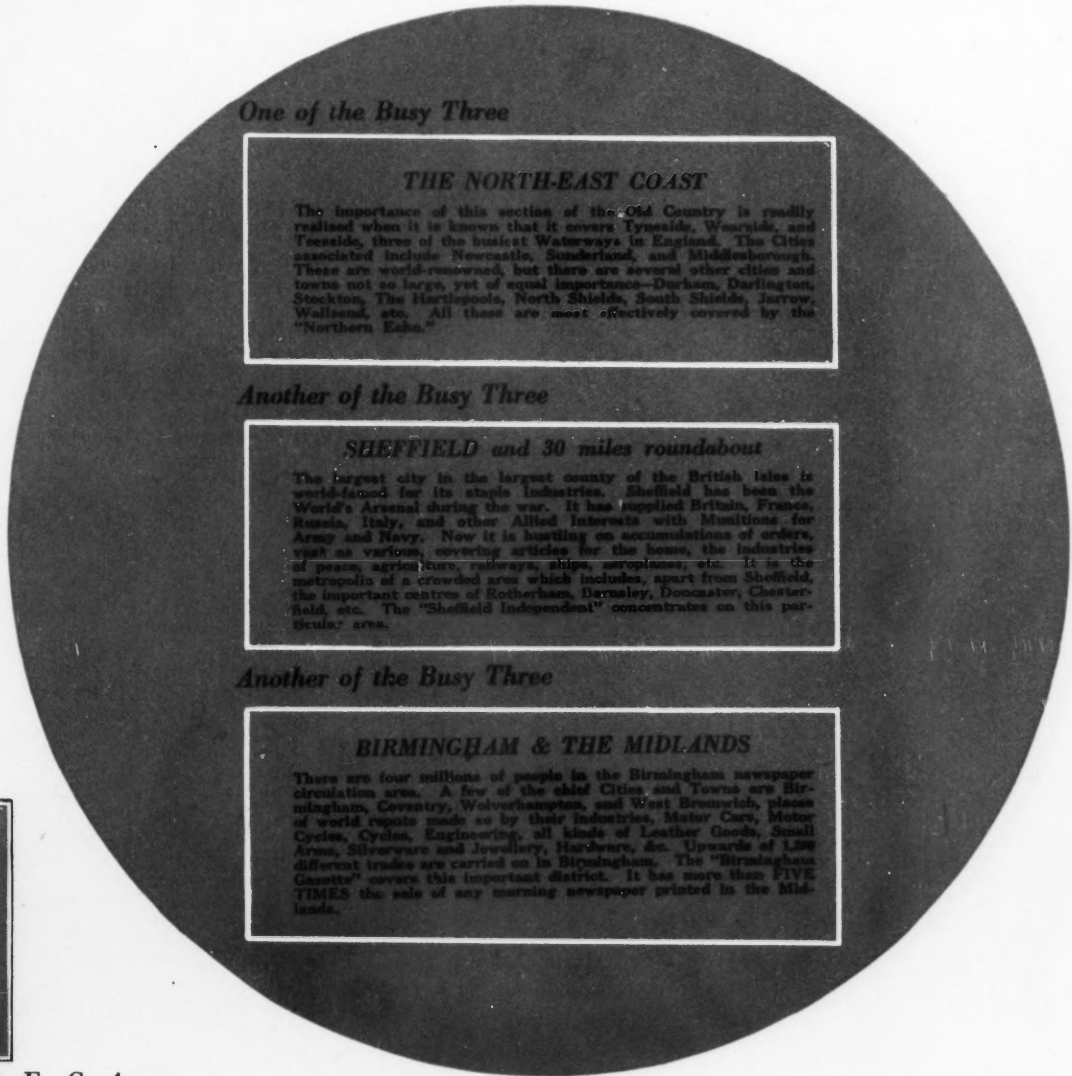 One of the Busy Three
THE NORTH-EAST COAST
The importance of this section of the Old Country is readily
realised when it is known that it covers Tyneside, Wearside, and
Teesside, three of the busiest Waterways in England. The Cities
associated include Newcastle, Sunderland, and Middlesborough.
These are world-renowned, but there are several other cities and
towns not so large, yet of equal importance—Durham, Darlington,
Stockton, The Hartlepools, North Shields, South Shields, Jarrow,
Wallsend, etc. All these are most effectively covered by the
"Northern Echo."
Another of the Busy Three
SHEFFIELD and 30 miles roundabout
The largest city in the largest county of the British Isles is
world-famed for its staple Industries. Sheffield has been the
World's Arsenal during the war. It has supplied Britain, France,
Russia, Italy, and other Allied Interests with Munitions for
Army and Navy. Now it is hustling on accumulations of orders,
vast as various, covering articles for the home, the industries
of peace, agriculture, railways, ships, aeroplanes, etc. It is the
metropolis of a crowded area which includes, apart from Sheffield,
the important centres of Rotherham, Barnsley, Doncaster, Chester-
field, etc. The "Sheffield Independent" concentrates on this par-
ticular area.
Another of the Busy Three
BIRMINGHAM & THE MIDLANDS
There are four millions of people in the Birmingham newspaper
circulation area. A few of the chief Cities and Towns are Bir-
mingham, Coventry, Wolverhampton, and West Bromwich, places
of world repute made so by their Industries, Motor Cars, Motor
Cycles, Cycles, Engineering, all kinds of Leather Goods, Small
Arms, Silverware and Jewellery, Hardware, &c. Upwards of 1,200
different trades are carried on in Birmingham. The "Birmingham
Gazette" covers this important district. It has more than FIVE
TIMES the sale of any morning newspaper printed in the Mid-
lands.